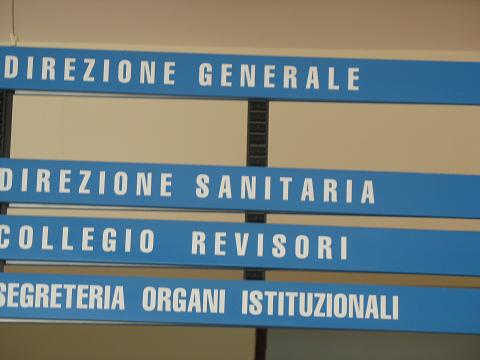 DIREZIONE GENERALE
DIREZIONE SANITARIA
COLLEGIO REVISORI
SEGRETERIA ORGANI ISTITUZIONALI